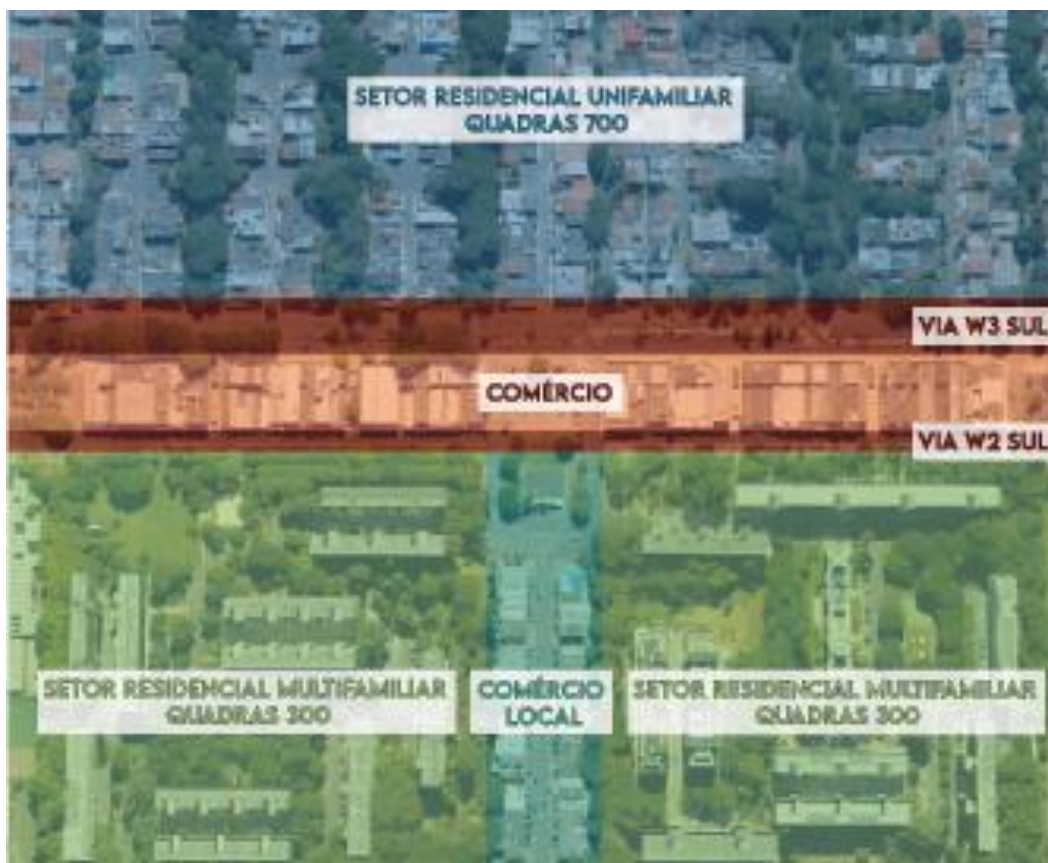 SETOR RESIDENCIAL UNIFAMILIAR
QUADRAS 700
VIA W3 SUL
COMÉRCIO
VIA W2 SUL
SETOR RESIDENCIAL MULTIFAMILIAR
QUADRAS 300
COMÉRCIO
LOCAL
SETOR RESIDENCIAL MULTIFAMILIAR
QUADRAS 300